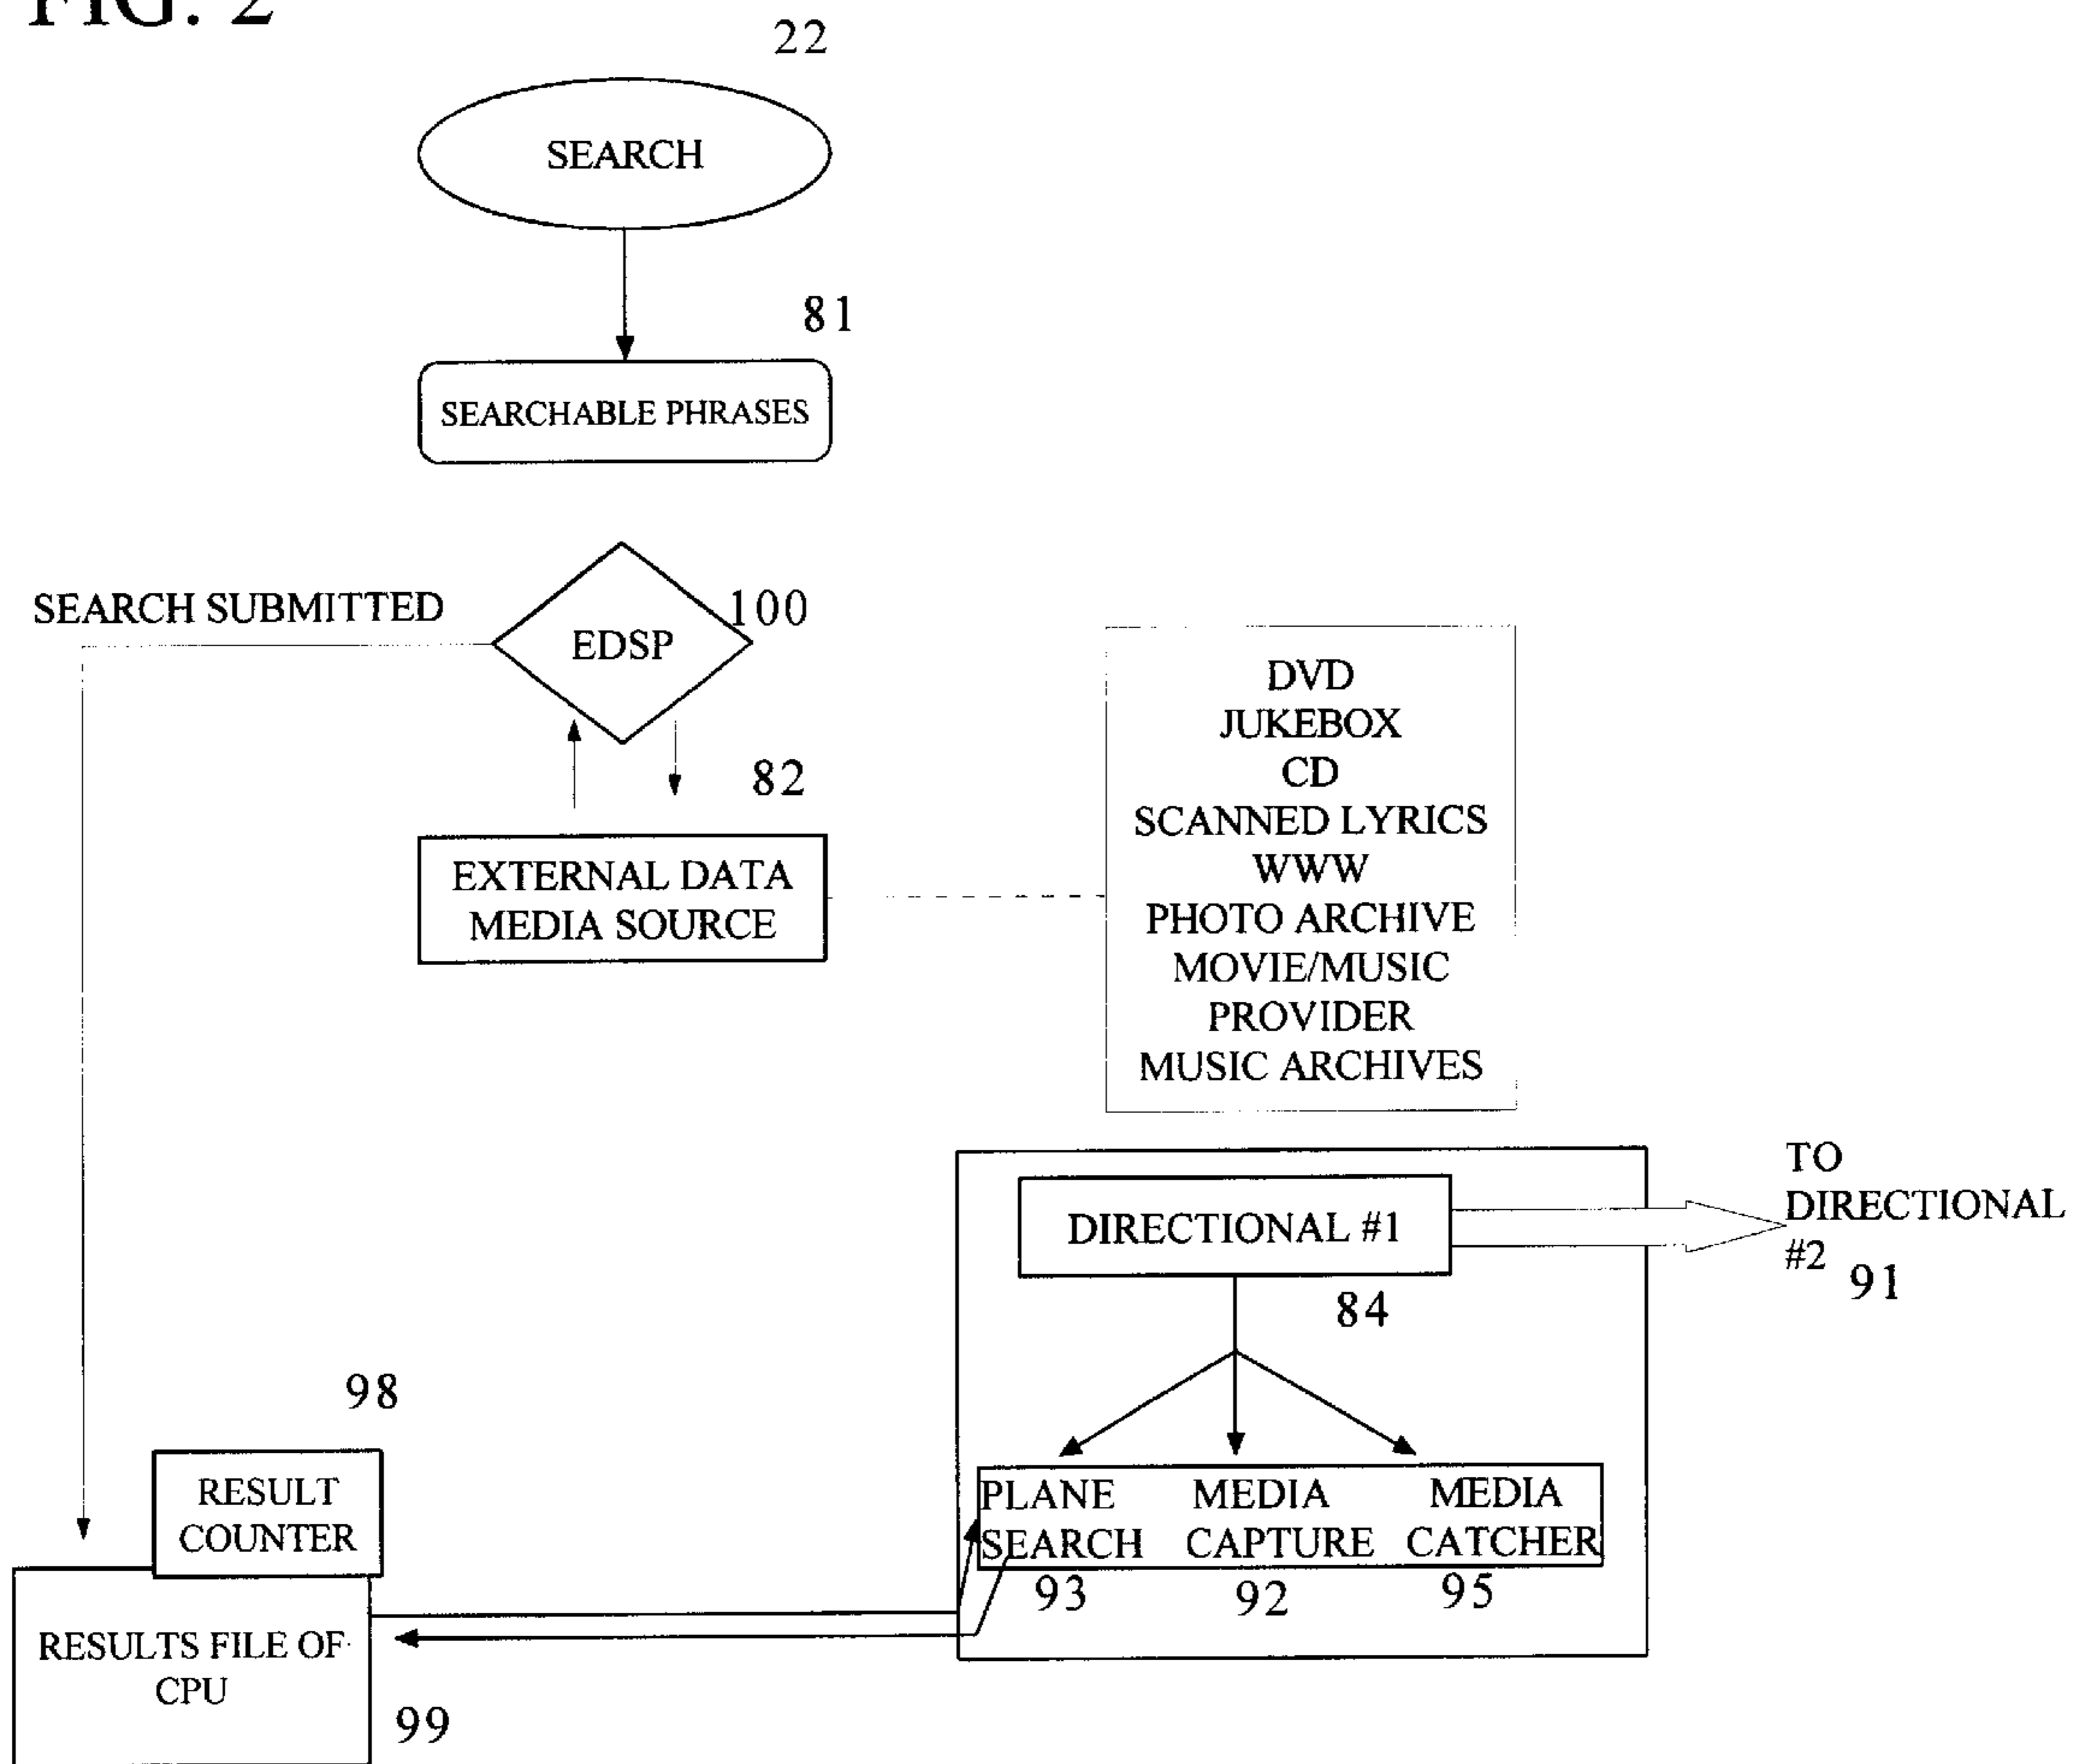 FIG. 2
22
SEARCH
81
SEARCHABLE PHRASES
SEARCH SUBMITTED
100
EDSP
82
EXTERNAL DATA
MEDIA SOURCE
DVD
JUKEBOX
CD
SCANNED LYRICS
WWW
PHOTO ARCHIVE
MOVIE/MUSIC
PROVIDER
MUSIC ARCHIVES
DIRECTIONAL #1
84
TO
DIRECTIONAL
#2
91
PLANE
SEARCH
93
MEDIA
CAPTURE
92
MEDIA
CATCHER
95
98
RESULT
COUNTER
RESULTS FILE OF
CPU
99